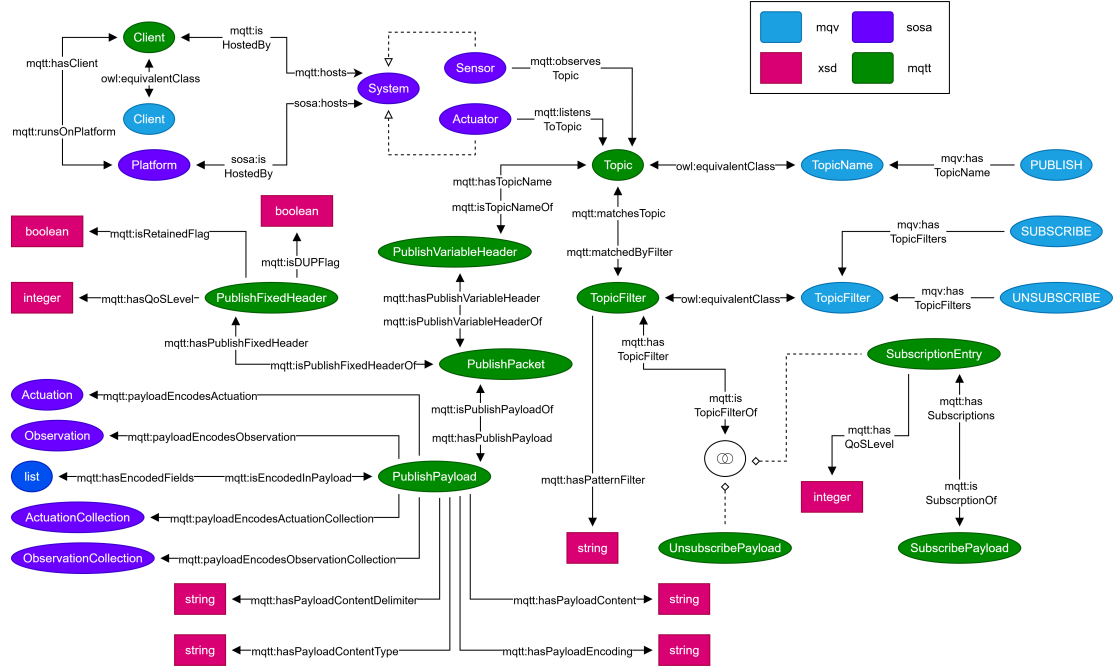 Client
mqtt:is
HostedBy
mqtt:hasClient
owl:equivalentClass
mqtt:hosts
System
Sensor
mqtt:observes
Topic
mqv
sosa
xsd
mqtt
Client
sosa:hosts
Actuator
mqtt:listens
ToTopic
mqtt:runsOnPlatform
Platform
sosa:is
HostedBy
Topic
owl:equivalentClass
TopicName
mqv:has
TopicName
PUBLISH
mqtt:hasTopicName
mqtt:isTopicNameOf
mqtt:matchesTopic
mqtt:matchedByFilter
boolean
boolean
mqtt:isRetainedFlag
mqtt:isDUPFlag
PublishVariableHeader
mqv:has
TopicFilters
SUBSCRIBE
integer
mqtt:hasQoSLevel
PublishFixedHeader
mqtt:hasPublishVariableHeader
mqtt:isPublishVariableHeaderOf
TopicFilter
owl:equivalentClass
TopicFilter
mqv:has
TopicFilters
UNSUBSCRIBE
mqtt:hasPublishFixedHeader
mqtt:isPublishFixedHeaderOf
PublishPacket
mqtt:has
TopicFilter
SubscriptionEntry
Actuation
mqtt:payloadEncodesActuation
mqtt:isPublishPayloadOf
mqtt:hasPublishPayload
mqtt:is
TopicFilterOf
mqtt:has
Subscriptions
Observation
mqtt:payloadEncodesObservation
mqtt:has
QoSLevel
list
mqtt:hasEncodedFields
mqtt:isEncodedInPayload
PublishPayload
mqtt:hasPatternFilter
integer
mqtt:is
SubscrptionOf
ActuationCollection
mqtt:payloadEncodesActuationCollection
ObservationCollection
mqtt:payloadEncodesObservationCollection
string
UnsubscribePayload
SubscribePayload
string
mqtt:hasPayloadContentDelimiter
mqtt:hasPayloadContent
string
string
mqtt:hasPayloadContentType
mqtt:hasPayloadEncoding
string